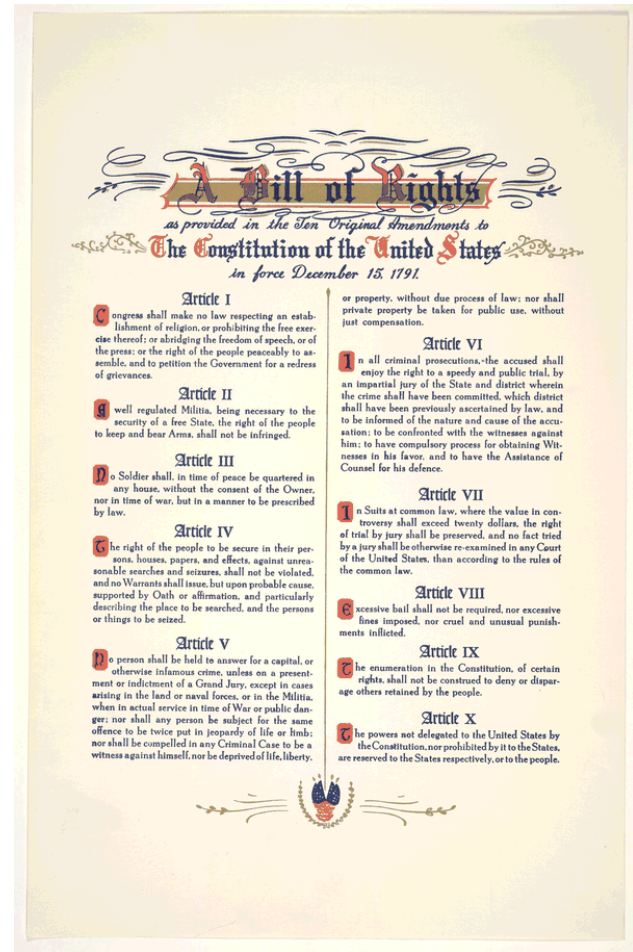 A Bill of Rights
as provided in the Ten Original Amendments to
The Constitution of the United States
in force December 15, 1791.
Article I
Congress shall make no law respecting an estab-
lishment of religion, or prohibiting the free exer-
cise thereof; or abridging the freedom of speech, or of
the press; or the right of the people peaceably to as-
semble, and to petition the Government for a redress
of grievances.
Article II
A well regulated Militia, being necessary to the
security of a free State, the right of the people
to keep and bear Arms, shall not be infringed.
Article III
No Soldier shall, in time of peace be quartered in
any house, without the consent of the Owner,
nor in time of war, but in a manner to be prescribed
by law.
Article IV
The right of the people to be secure in their per-
sons, houses, papers, and effects, against unrea-
sonable searches and seizures, shall not be violated,
and no Warrants shall issue, but upon probable cause,
supported by Oath or affirmation, and particularly
describing the place to be searched, and the persons
or things to be seized.
Article V
No person shall be held to answer for a capital, or
otherwise infamous crime, unless on a present-
ment or indictment of a Grand Jury, except in cases
arising in the land or naval forces, or in the Militia,
when in actual service in time of War or public dan-
ger; nor shall any person be subject for the same
offence to be twice put in jeopardy of life or limb;
nor shall be compelled in any Criminal Case to be a
witness against himself, nor be deprived of life, liberty,
or property, without due process of law; nor shall
private property be taken for public use, without
just compensation.
Article VI
In all criminal prosecutions, the accused shall
enjoy the right to a speedy and public trial, by
an impartial jury of the State and district wherein
the crime shall have been committed, which district
shall have been previously ascertained by law, and
to be informed of the nature and cause of the accu-
sation; to be confronted with the witnesses against
him; to have compulsory process for obtaining Wit-
nesses in his favor, and to have the Assistance of
Counsel for his defence.
Article VII
In Suits at common law, where the value in con-
troversy shall exceed twenty dollars, the right
of trial by jury shall be preserved, and no fact tried
by a jury shall be otherwise re-examined in any Court
of the United States, than according to the rules of
the common law.
Article VIII
Excessive bail shall not be required, nor excessive
fines imposed, nor cruel and unusual punish-
ments inflicted.
Article IX
The enumeration in the Constitution, of certain
rights, shall not be construed to deny or dispar-
age others retained by the people.
Article X
The powers not delegated to the United States by
the Constitution, nor prohibited by it to the States,
are reserved to the States respectively, or to the people.